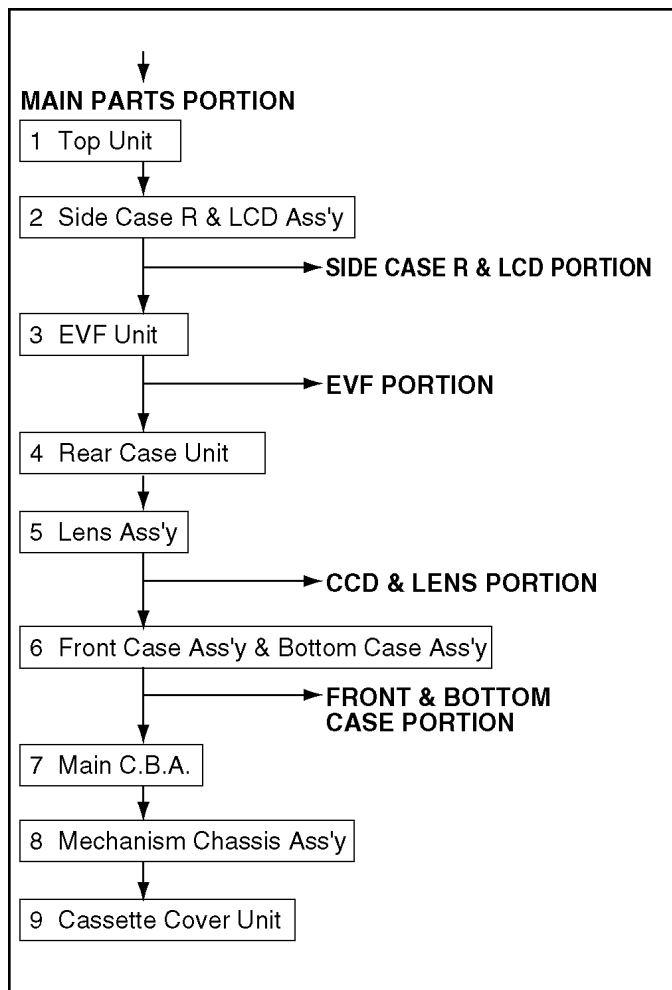 MAIN PARTS PORTION
1 Top Unit
2 Side Case R & LCD Ass'y
SIDE CASE R & LCD PORTION
3 EVF Unit
EVF PORTION
4 Rear Case Unit
5 Lens Ass'y
CCD & LENS PORTION
6 Front Case Ass'y & Bottom Case Ass'y
FRONT & BOTTOM
CASE PORTION
7 Main C.B.A.
8 Mechanism Chassis Ass'y
9 Cassette Cover Unit